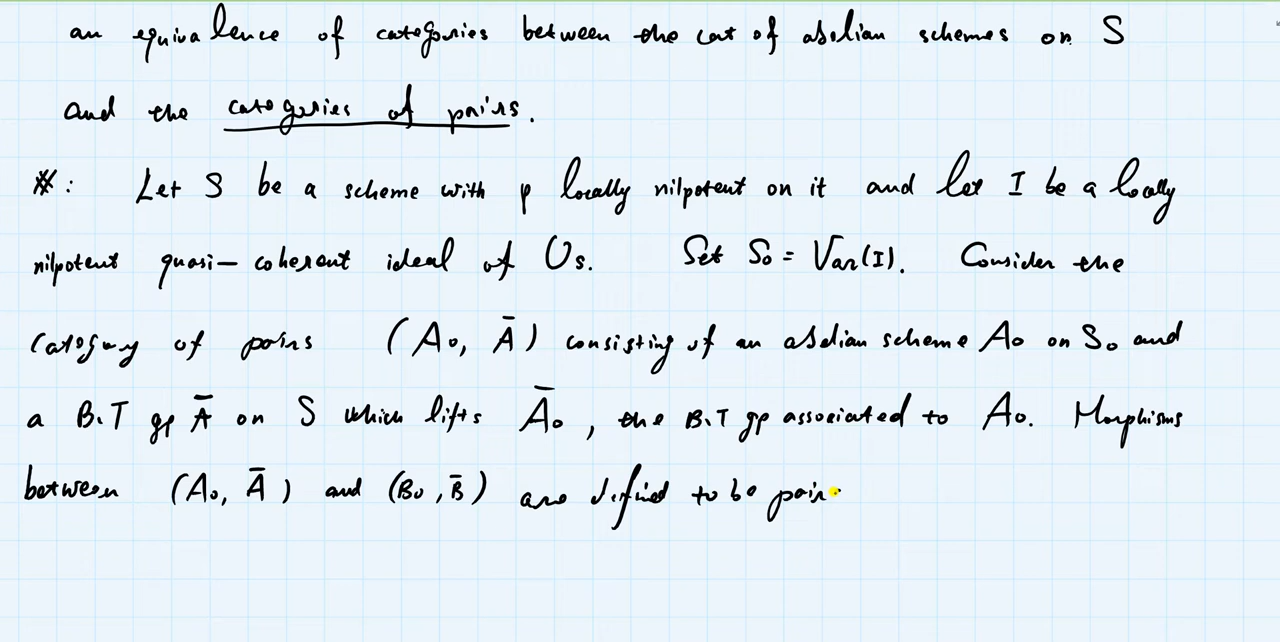 an equivalence of categories between the cat of abelian schemes on S
and the categories of pairs.
※: Let S be a scheme with p locally nilpotent on it and let I be a locally
nilpotent quasi-coherent ideal of Os. Set S₀ = Var(I). Consider the
category of pairs (A₀, Ā) consisting of an abelian scheme A₀ on S₀ and
a B.T gp Ā on S which lifts Ā₀, the B.T gp associated to A₀. Morphisms
between (A₀, Ā) and (B₀, B̄) are defined to be pair